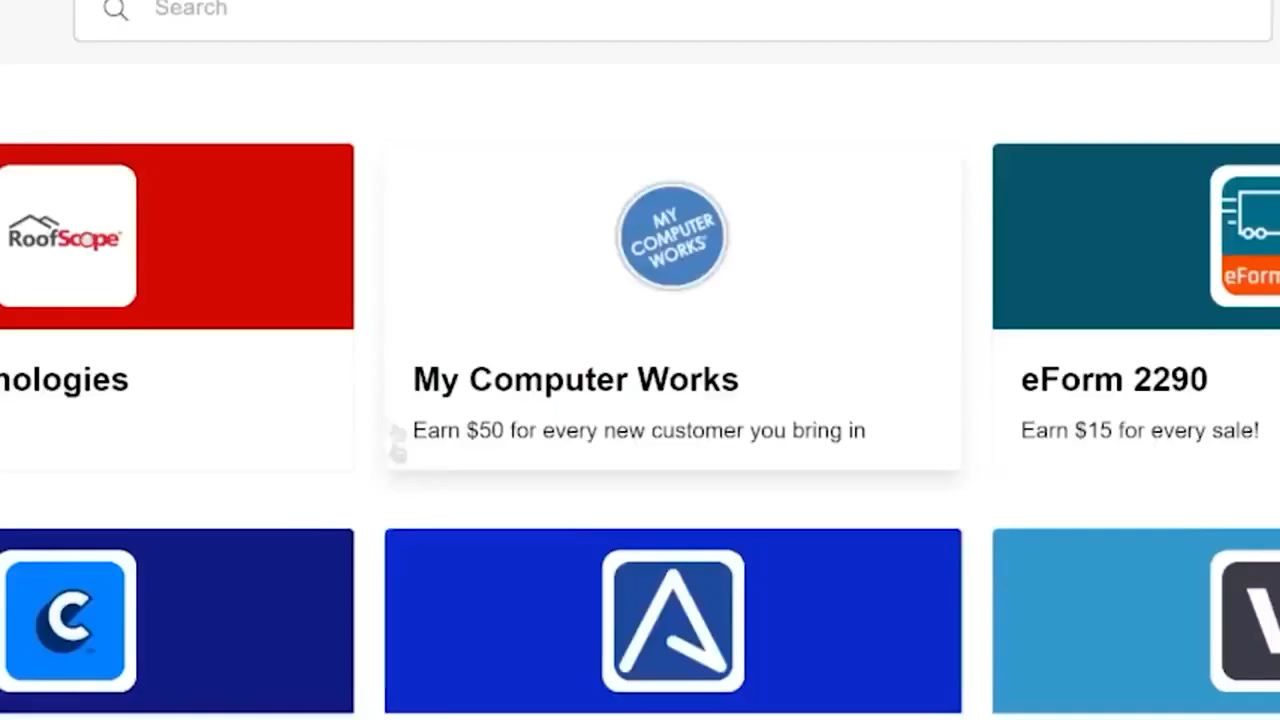 Search
RoofScope
MY
COMPUTER
WORKS
eForm
nologies
My Computer Works
eForm 2290
Earn $50 for every new customer you bring in
Earn $15 for every sale!